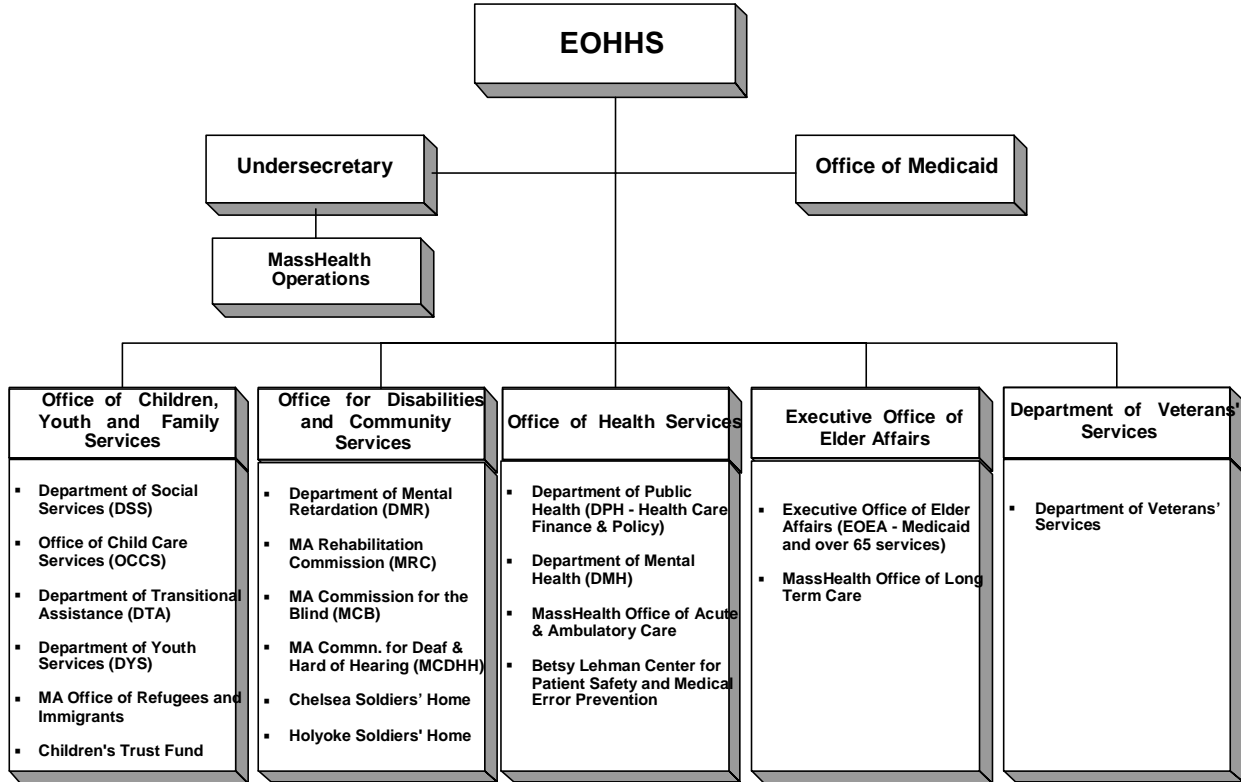 EOHHS
Undersecretary
Office of Medicaid
MassHealth
Operations
Office of Children,
Youth and Family
Services
▪ Department of Social
Services (DSS)
▪ Office of Child Care
Services (OCCS)
▪ Department of Transitional
Assistance (DTA)
▪ Department of Youth
Services (DYS)
▪ MA Office of Refugees and
Immigrants
▪ Children's Trust Fund
Office for Disabilities
and Community
Services
▪ Department of Mental
Retardation (DMR)
▪ MA Rehabilitation
Commission (MRC)
▪ MA Commission for the
Blind (MCB)
▪ MA Commn. for Deaf &
Hard of Hearing (MCDHH)
▪ Chelsea Soldiers’ Home
▪ Holyoke Soldiers' Home
Office of Health Services
▪ Department of Public
Health (DPH - Health Care
Finance & Policy)
▪ Department of Mental
Health (DMH)
▪ MassHealth Office of Acute
& Ambulatory Care
▪ Betsy Lehman Center for
Patient Safety and Medical
Error Prevention
Executive Office of
Elder Affairs
▪ Executive Office of Elder
Affairs (EOEA - Medicaid
and over 65 services)
▪ MassHealth Office of Long
Term Care
Department of Veterans'
Services
▪ Department of Veterans’
Services